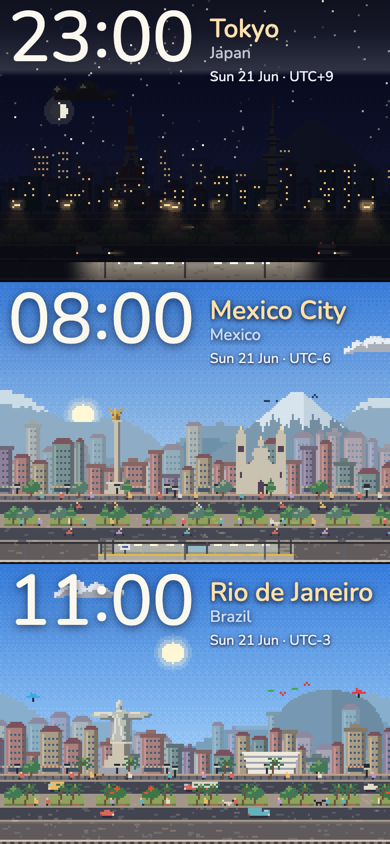 23:00
Tokyo
Japan
Sun 21 Jun · UTC+9
08:00
Mexico City
Mexico
Sun 21 Jun · UTC-6
11:00
Rio de Janeiro
Brazil
Sun 21 Jun · UTC-3